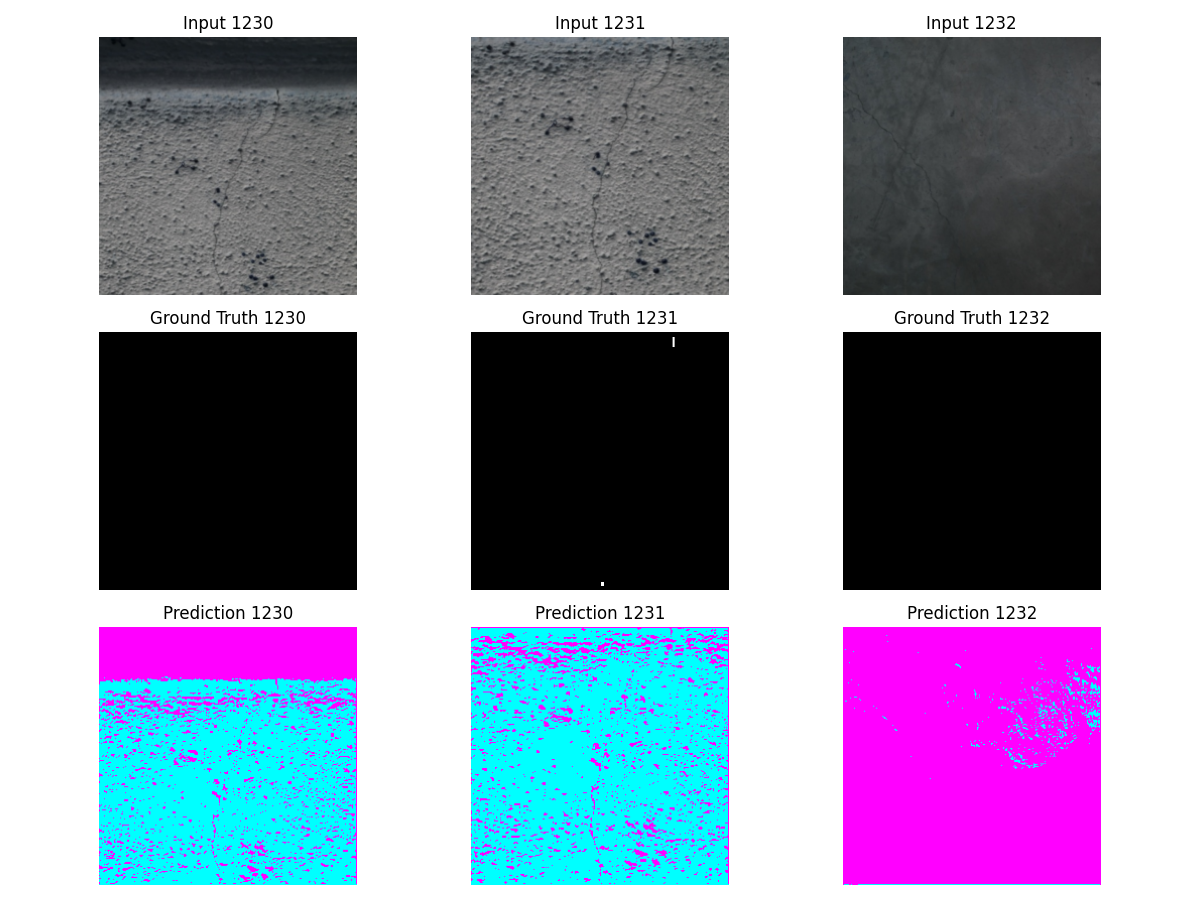 Input 1230
Input 1231
Input 1232
Ground Truth 1230
Ground Truth 1231
Ground Truth 1232
Prediction 1230
Prediction 1231
Prediction 1232